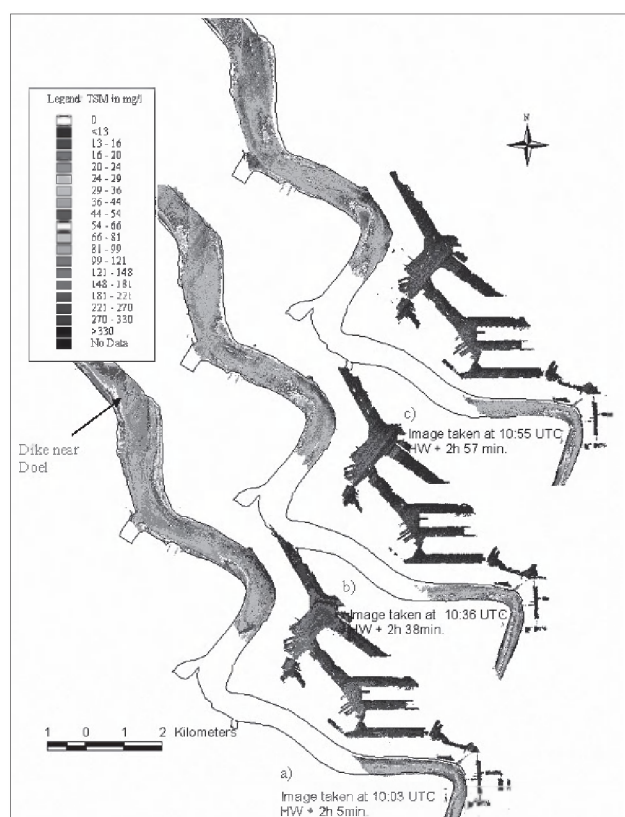 N
Legend: TSM in mg/l
0
<13
13 - 16
16 - 20
20 - 24
24 - 29
29 - 36
36 - 44
44 - 54
54 - 66
66 - 81
81 - 99
99 - 121
121 - 148
148 - 181
181 - 221
221 - 270
270 - 330
>330
No Data
c)
Image taken at 10:55 UTC
HW + 2h 57 min.
Dike near
Doel
b)
Image taken at 10:36 UTC
HW + 2h 38min.
1 0 1 2 Kilometers
a)
Image taken at 10:03 UTC
HW + 2h 5min.